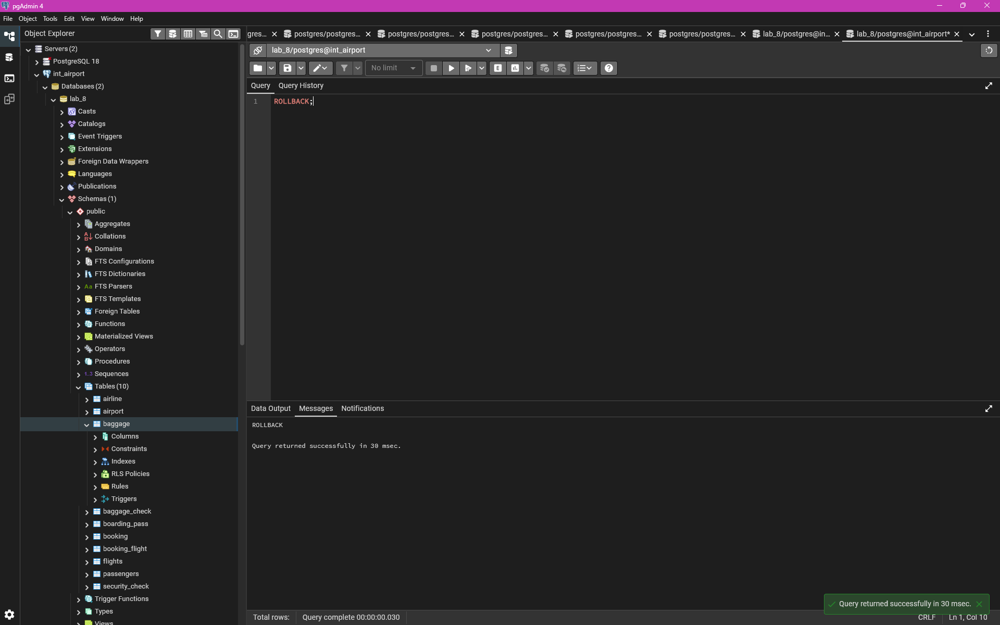 pgAdmin 4
File Object Tools Edit View Window Help
Object Explorer
gres... postgres/postgres... postgres/postgres... postgres/postgres... postgres/postgres... postgres/postgres... lab_8/postgres@in... lab_8/postgres@int_airport*
Servers (2)
PostgreSQL 18
int_airport
Databases (2)
lab_8
Casts
Catalogs
Event Triggers
Extensions
Foreign Data Wrappers
Languages
Publications
Schemas (1)
public
Aggregates
Collations
Domains
FTS Configurations
FTS Dictionaries
Aa FTS Parsers
FTS Templates
Foreign Tables
Functions
Materialized Views
Operators
Procedures
1..3 Sequences
Tables (10)
airline
airport
baggage
Columns
Constraints
Indexes
RLS Policies
Rules
Triggers
baggage_check
boarding_pass
booking
booking_flight
flights
passengers
security_check
Trigger Functions
Types
Views
lab_8/postgres@int_airport
No limit
E
Query Query History
1 ROLLBACK;
Data Output Messages Notifications
ROLLBACK
Query returned successfully in 30 msec.
Query returned successfully in 30 msec.
Total rows: Query complete 00:00:00.030 CRLF Ln 1, Col 10